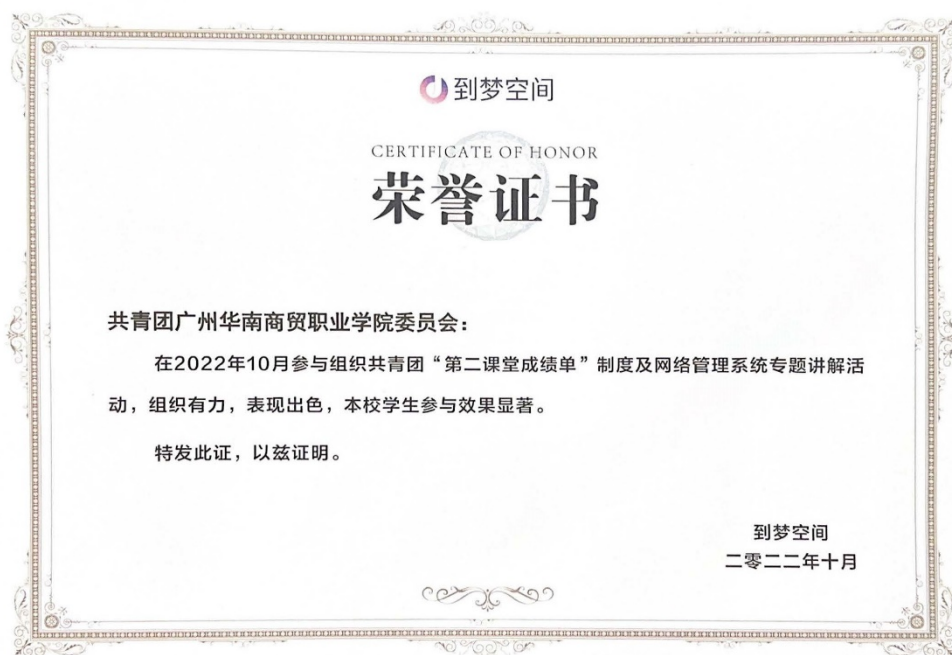 到梦空间
CERTIFICATE OF HONOR
荣誉证书
共青团广州华南商贸职业学院委员会：
在2022年10月参与组织共青团“第二课堂成绩单”制度及网络管理系统专题讲解活
动，组织有力，表现出色，本校学生参与效果显著。
特发此证，以兹证明。
到梦空间
二零二二年十月